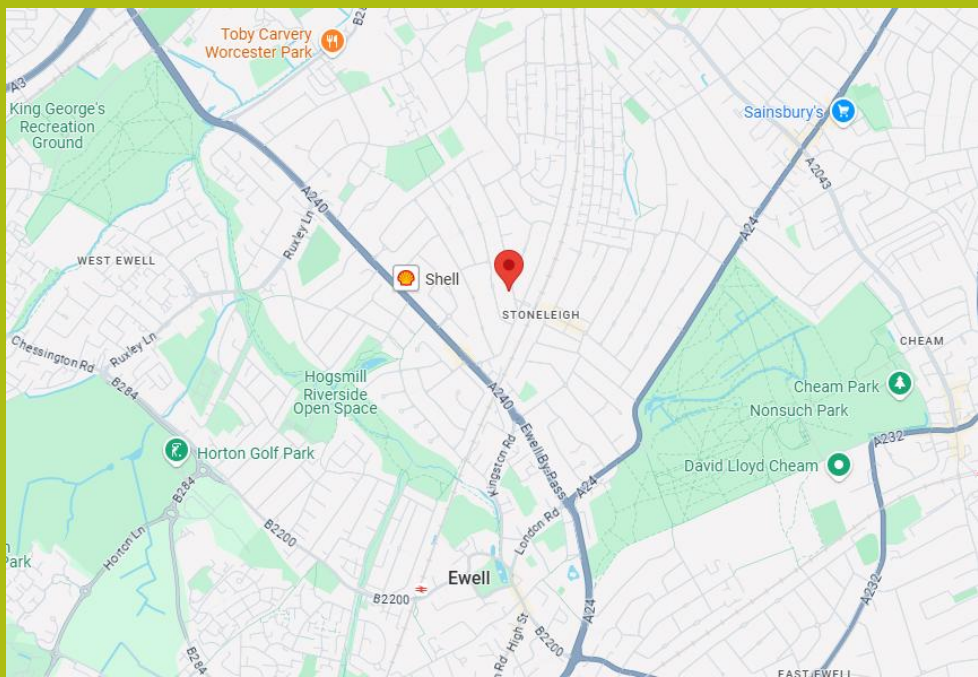 Toby Carvery
Worcester Park
B2
A3
King George's
Recreation
Ground
Sainsbury's
A2043
A240
Ruxley Ln
WEST EWELL
A24
Shell
STONELEIGH
Chessington Rd
Ruxley Ln
B284
Hogsmill
Riverside
Open Space
A240
CHEAM
Cheam Park
Nonsuch Park
A232
Horton Golf Park
Kingston Rd
Ewell By-Pass
David Lloyd Cheam
B284
A24
London Rd
Horton Ln
B2200
Park
Ewell
B2200
A24
A232
High St
B2200
B284
Rd
EAST EWELL